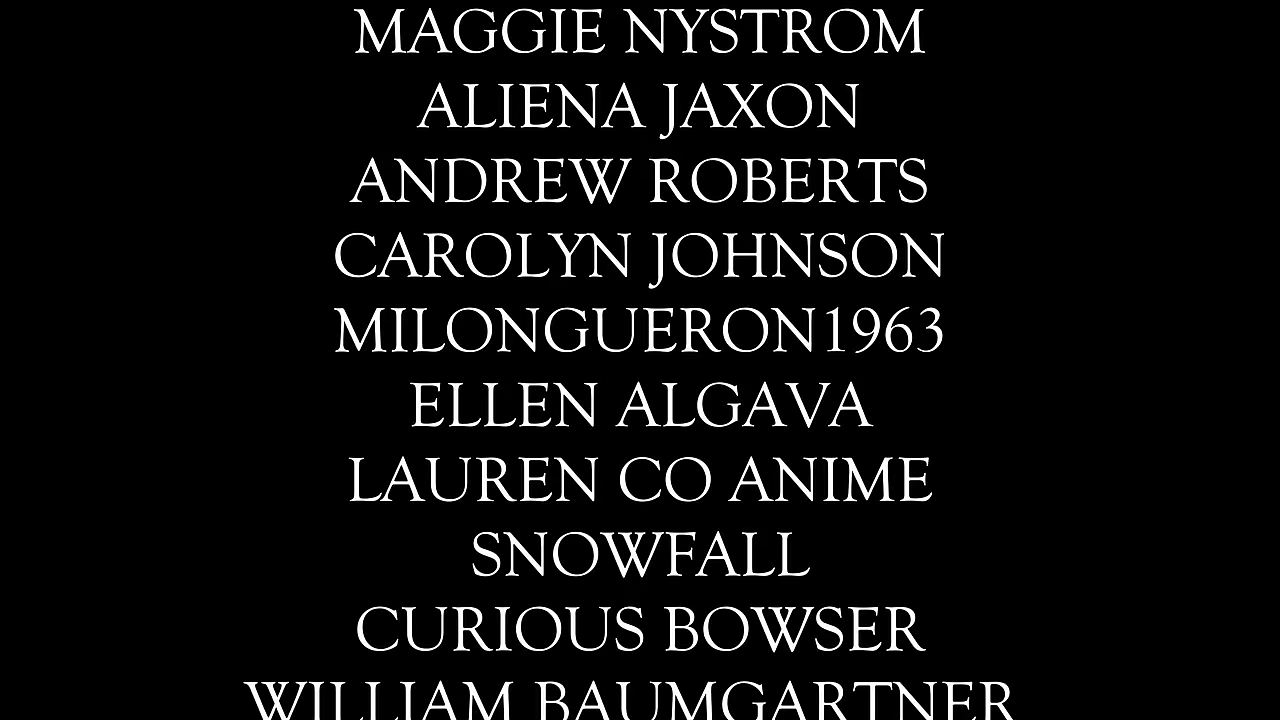 MAGGIE NYSTROM
ALIENA JAXON
ANDREW ROBERTS
CAROLYN JOHNSON
MILONGUERON1963
ELLEN ALGAVA
LAUREN CO ANIME
SNOWFALL
CURIOUS BOWSER
WILLIAM BAUMGARTNER